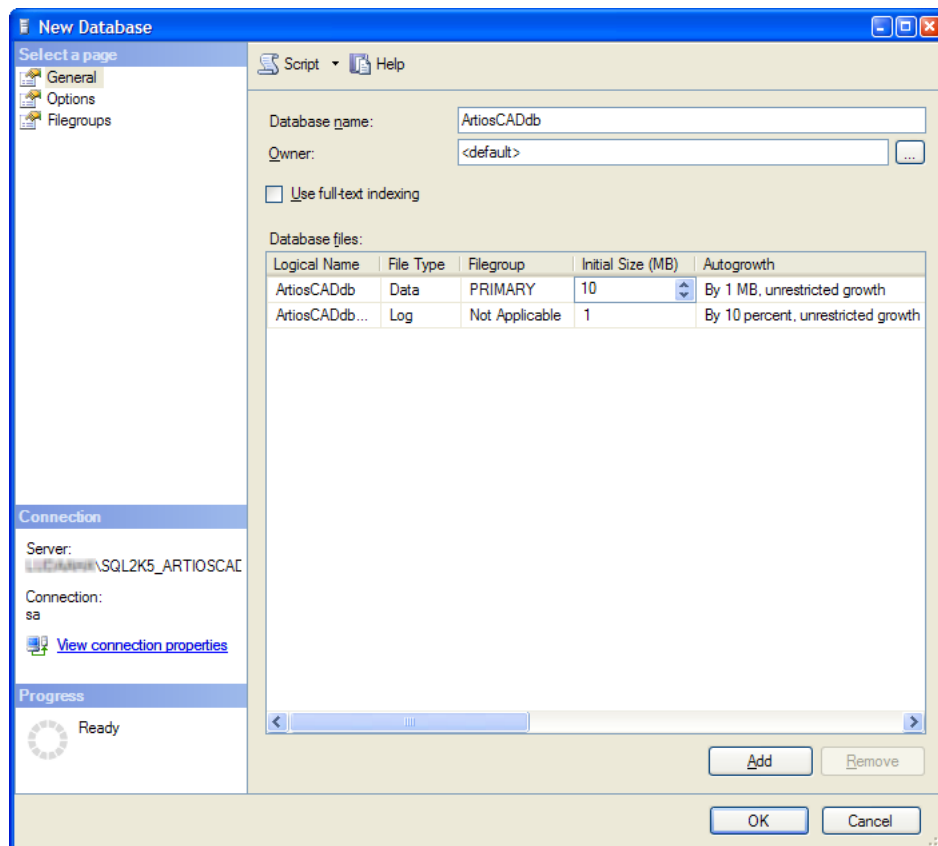 New Database
Select a page
General
Options
Filegroups
Script Help
Database name: ArtiosCADdb
Owner: <default> ...
Use full-text indexing
Database files:
Logical Name File Type Filegroup Initial Size (MB) Autogrowth
ArtiosCADdb Data PRIMARY 10 By 1 MB, unrestricted growth
ArtiosCADdb... Log Not Applicable 1 By 10 percent, unrestricted growth
Connection
Server:
\SQL2K5_ARTIOSCAD
Connection:
sa
View connection properties
Progress
Ready
Add Remove
OK Cancel